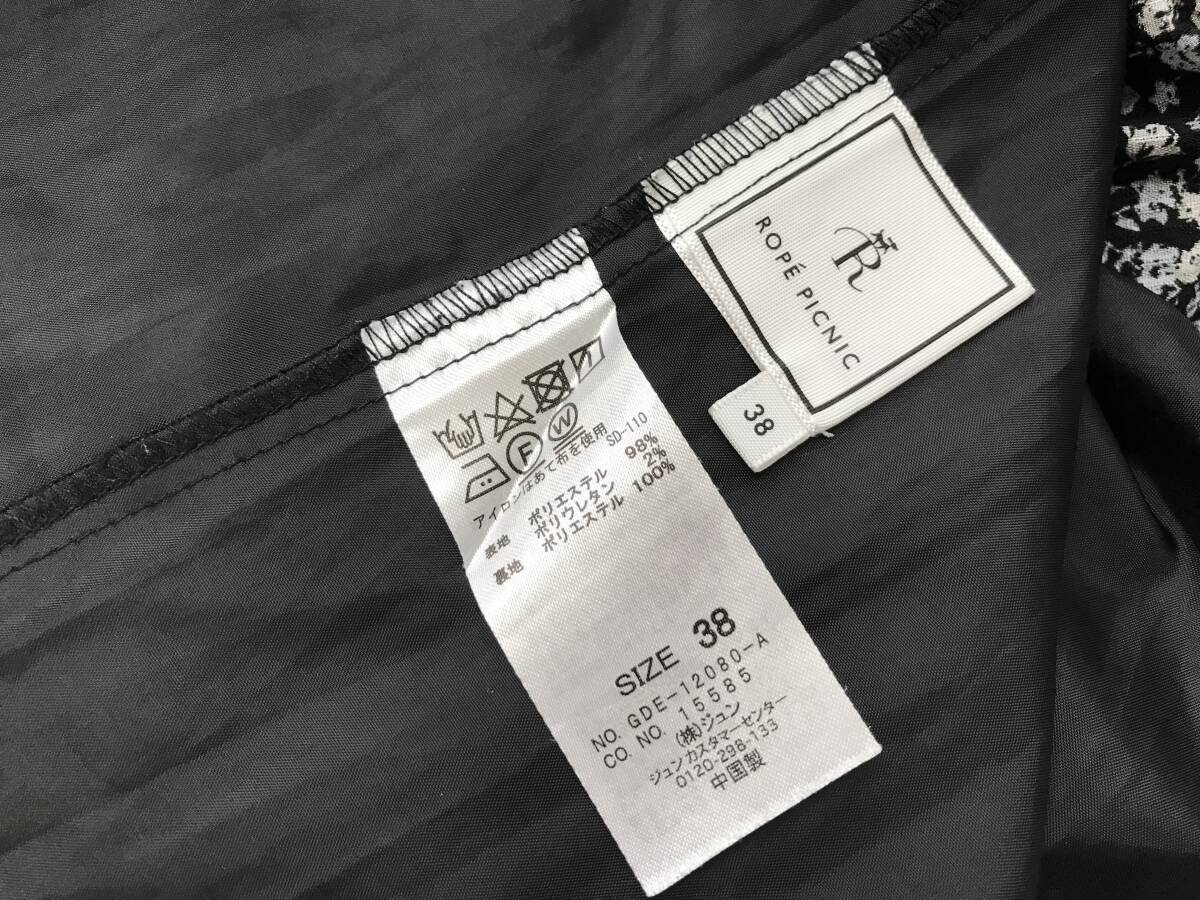 R
ROPÉ PICNIC
38
F W
アイロンはあて布を使用
SD-110
表地 ポリエステル 98%
ポリウレタン 2%
裏地 ポリエステル 100%
SIZE 38
NO. GDE-12080-A
CO. NO. 15585
(株)ジュン
ジュンカスタマーセンター
0120-298-133
中国製